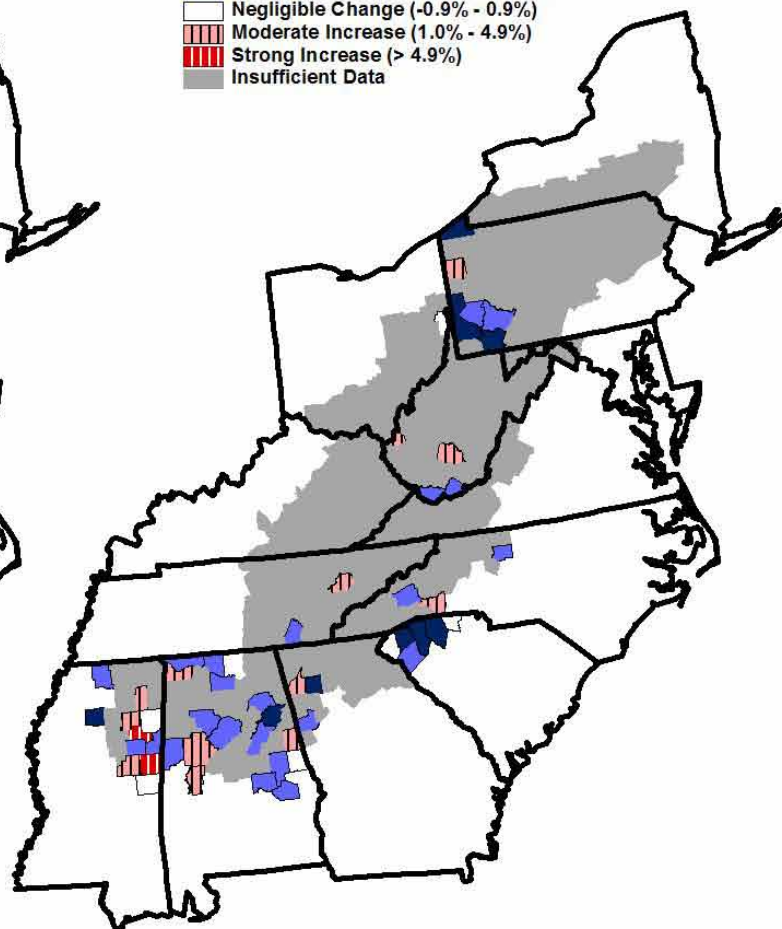 Negligible Change (-0.9% - 0.9%)
Moderate Increase (1.0% - 4.9%)
Strong Increase (> 4.9%)
Insufficient Data